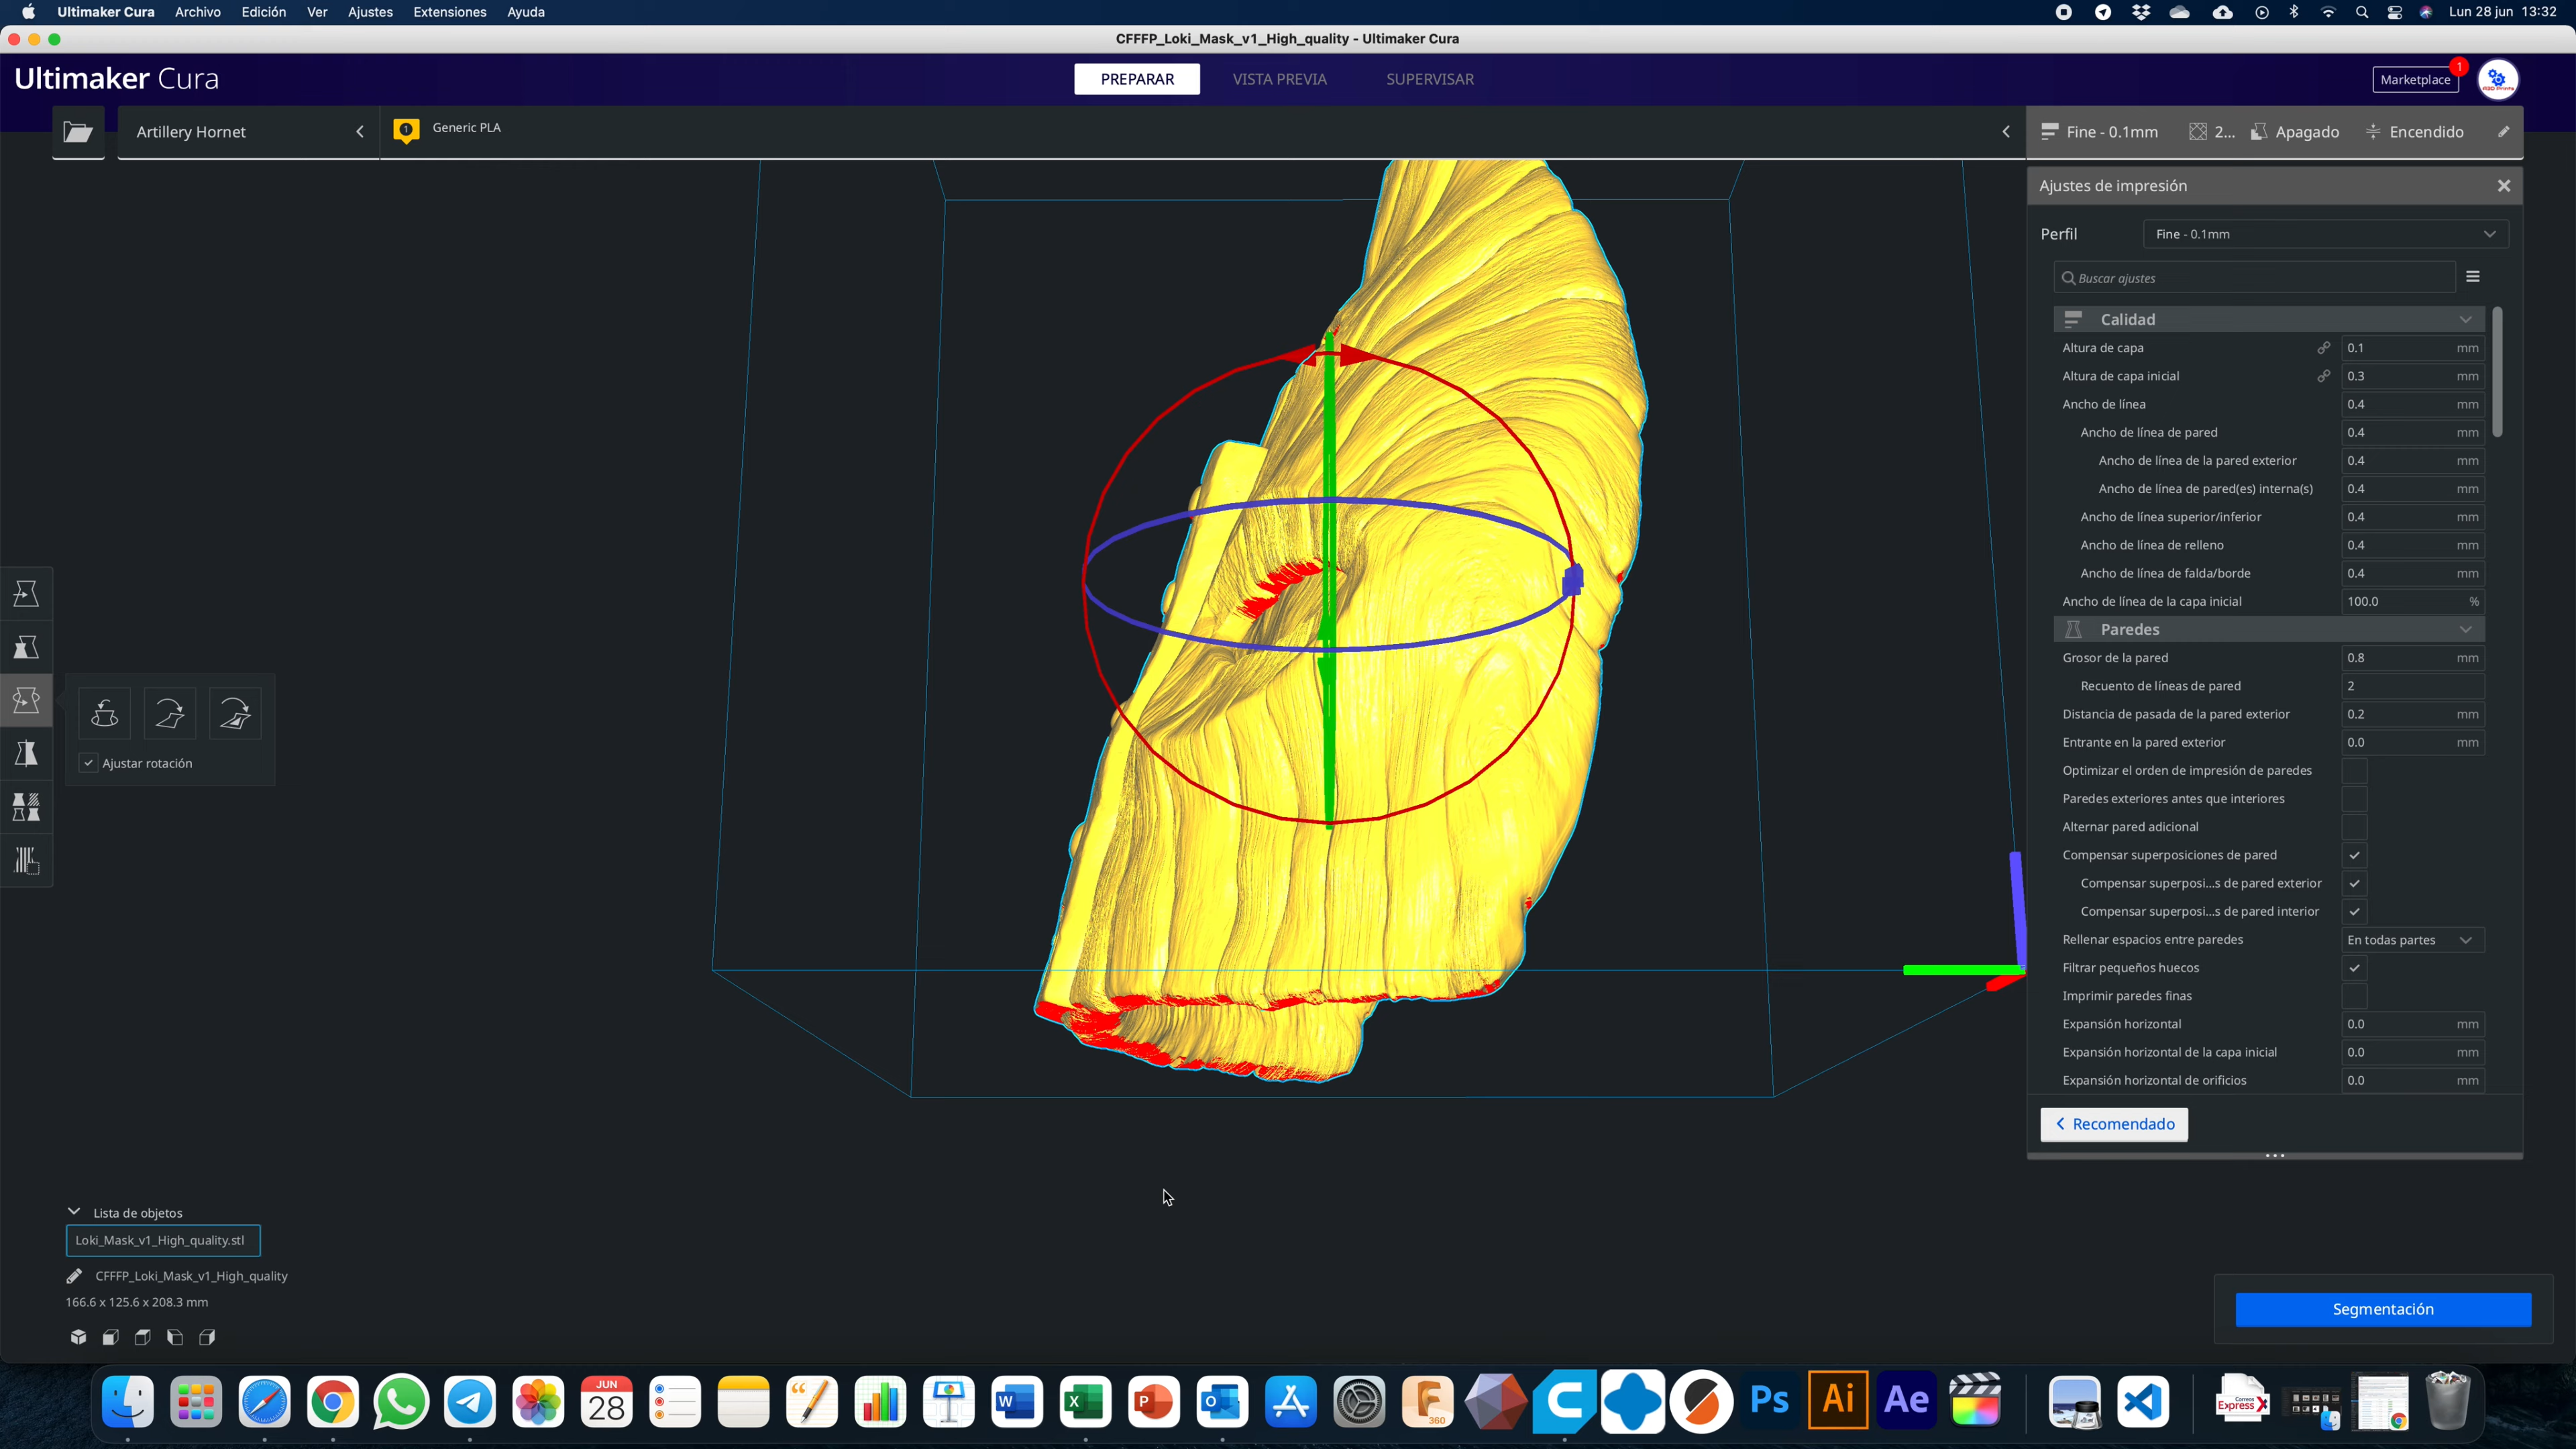 Ultimaker Cura Archivo Edición Ver Ajustes Extensiones Ayuda Lun 28 jun 13:32
CFFFP_Loki_Mask_v1_High_quality - Ultimaker Cura
Ultimaker Cura PREPARAR VISTA PREVIA SUPERVISAR Marketplace 1
Artillery Hornet 1 Generic PLA Fine - 0.1mm 2... Apagado Encendido
Ajustes de impresión
Perfil Fine - 0.1mm
Buscar ajustes
Calidad
Altura de capa 0.1 mm
Altura de capa inicial 0.3 mm
Ancho de línea 0.4 mm
Ancho de línea de pared 0.4 mm
Ancho de línea de la pared exterior 0.4 mm
Ancho de línea de pared(es) interna(s) 0.4 mm
Ancho de línea superior/inferior 0.4 mm
Ancho de línea de relleno 0.4 mm
Ancho de línea de falda/borde 0.4 mm
Ancho de línea de la capa inicial 100.0 %
Paredes
Grosor de la pared 0.8 mm
Recuento de líneas de pared 2
Distancia de pasada de la pared exterior 0.2 mm
Entrante en la pared exterior 0.0 mm
Optimizar el orden de impresión de paredes
Paredes exteriores antes que interiores
Alternar pared adicional
Compensar superposiciones de pared
Compensar superposi...s de pared exterior
Compensar superposi...s de pared interior
Rellenar espacios entre paredes En todas partes
Filtrar pequeños huecos
Imprimir paredes finas
Expansión horizontal 0.0 mm
Expansión horizontal de la capa inicial 0.0 mm
Expansión horizontal de orificios 0.0 mm
Recomendado
Ajustar rotación
Lista de objetos
Loki_Mask_v1_High_quality.stl
CFFFP_Loki_Mask_v1_High_quality
166.6 x 125.6 x 208.3 mm
Segmentación
JUN
28
W X P O F
360
Ps Ai Ae
Correos
Express